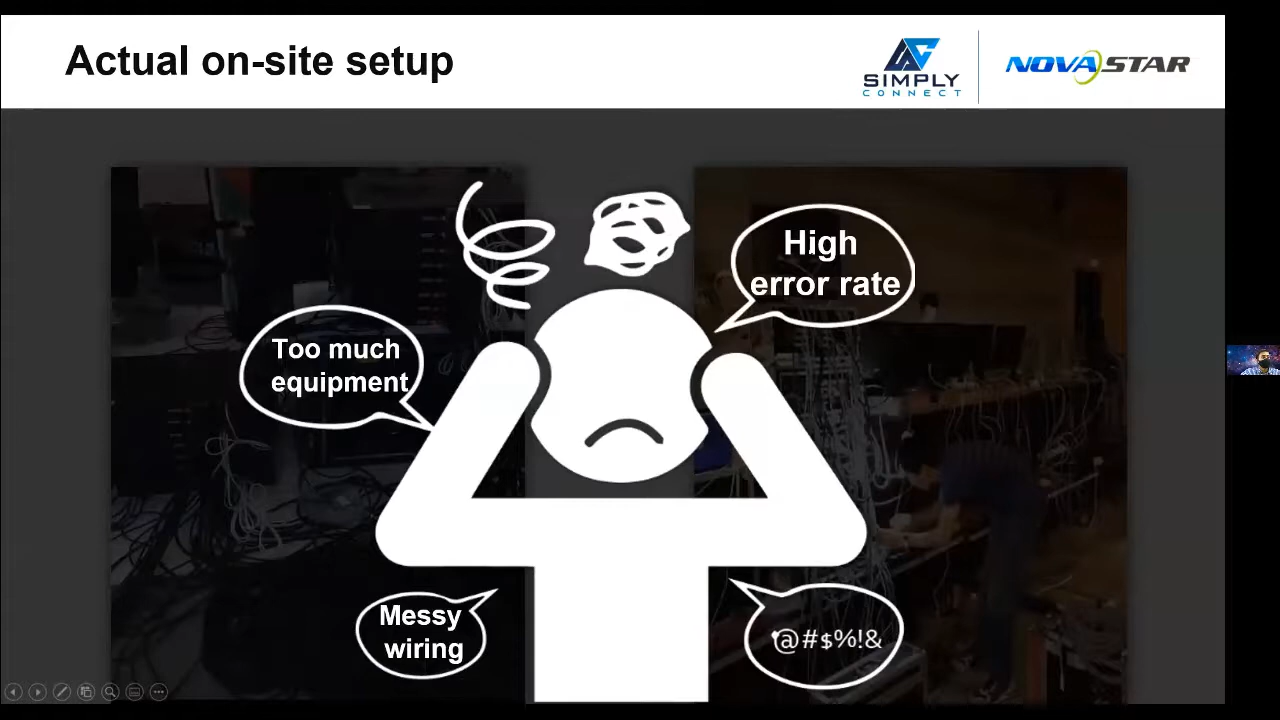 Actual on-site setup
SIMPLY
CONNECT
NOVASTAR
High
error rate
Too much
equipment
Messy
wiring
@#$%!&